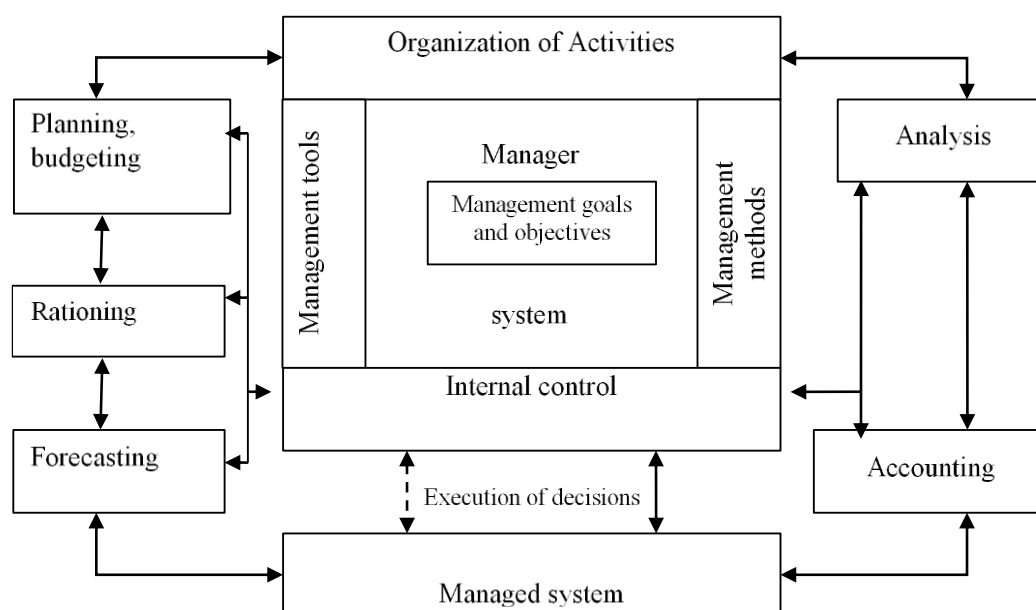 Organization of Activities
Planning,
budgeting
Rationing
Forecasting
Management tools
Manager
Management goals
and objectives
system
Management
methods
Internal control
Analysis
Accounting
Execution of decisions
Managed system